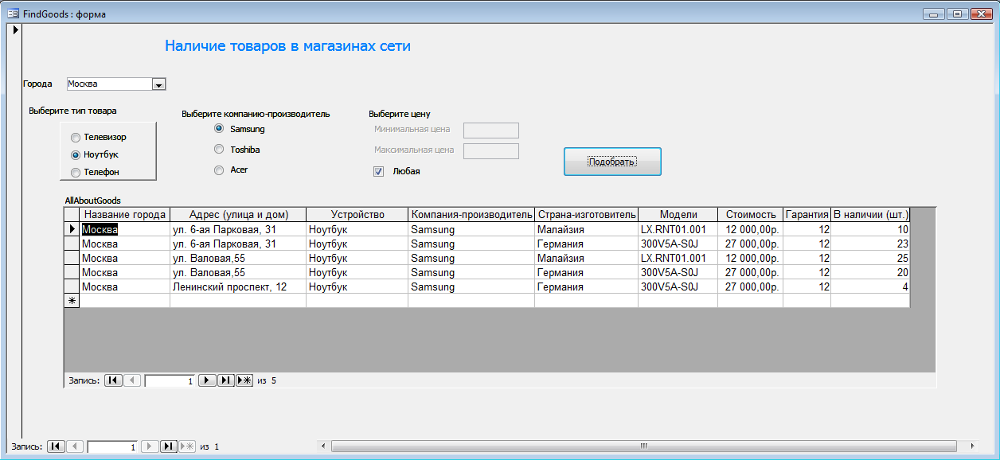 FindGoods : форма
Наличие товаров в магазинах сети
Города Москва
Выберите тип товара
Телевизор
Ноутбук
Телефон
Выберите компанию-производитель
Samsung
Toshiba
Acer
Выберите цену
Минимальная цена
Максимальная цена
Любая
Подобрать
AllAboutGoods
Название города Адрес (улица и дом) Устройство Компания-производитель Страна-изготовитель Модели Стоимость Гарантия В наличии (шт.)
Москва ул. 6-ая Парковая, 31 Ноутбук Samsung Малайзия LX.RNT01.001 12 000,00р. 12 10
Москва ул. 6-ая Парковая, 31 Ноутбук Samsung Германия 300V5A-S0J 27 000,00р. 12 23
Москва ул. Валовая,55 Ноутбук Samsung Малайзия LX.RNT01.001 12 000,00р. 12 25
Москва ул. Валовая,55 Ноутбук Samsung Германия 300V5A-S0J 27 000,00р. 12 20
Москва Ленинский проспект, 12 Ноутбук Samsung Германия 300V5A-S0J 27 000,00р. 12 4
Запись: 1 из 5
Запись: 1 из 1